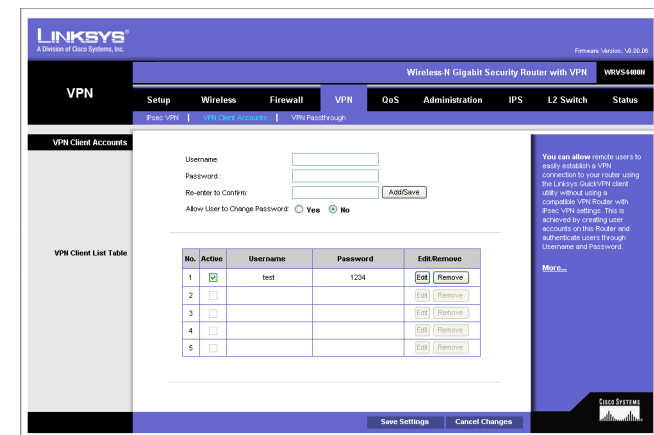 LINKSYS®
A Division of Cisco Systems, Inc.
Firmware Version: V0.00.06
Wireless-N Gigabit Security Router with VPN WRVS4400N
VPN
Setup Wireless Firewall VPN QoS Administration IPS L2 Switch Status
IPsec VPN | VPN Client Accounts | VPN Passthrough
VPN Client Accounts
Username:
Password :
Re-enter to Confirm: Add/Save
Allow User to Change Password: Yes No
VPN Client List Table
No. Active Username Password Edit/Remove
1 test 1234 Edit Remove
2 Edit Remove
3 Edit Remove
4 Edit Remove
5 Edit Remove
You can allow remote users to
easily establish a
VPN
connection to your router using
the Linksys QuickVPN client
utility without using a
compatible VPN Router with
IPsec VPN settings. This is
achieved by creating user
accounts on this Router and
authenticate users through
Username and Password.
More...
CISCO SYSTEMS
Save Settings Cancel Changes